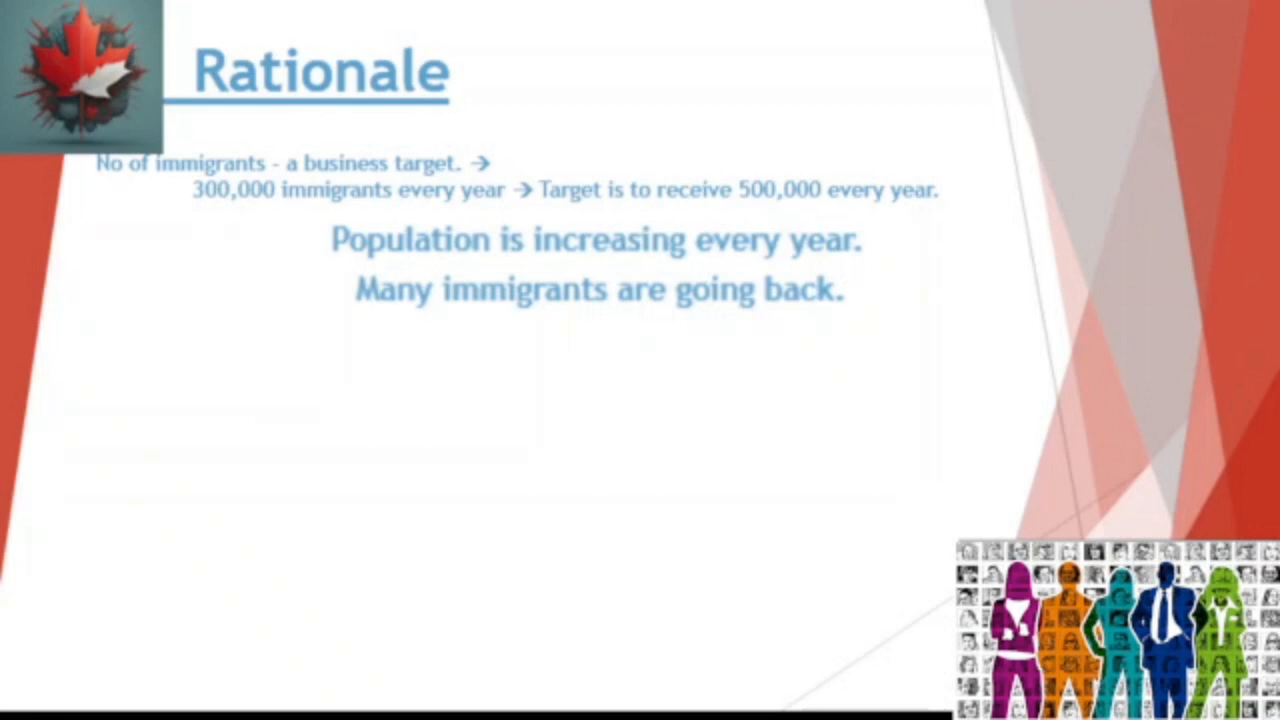 Rationale
No of immigrants - a business target. →
300,000 immigrants every year → Target is to receive 500,000 every year.
Population is increasing every year.
Many immigrants are going back.